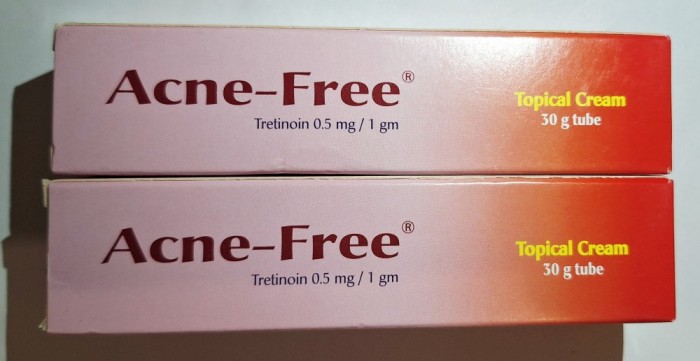 Acne-Free®
Tretinoin 0.5 mg / 1 gm
Topical Cream
30 g tube
Acne-Free®
Tretinoin 0.5 mg / 1 gm
Topical Cream
30 g tube